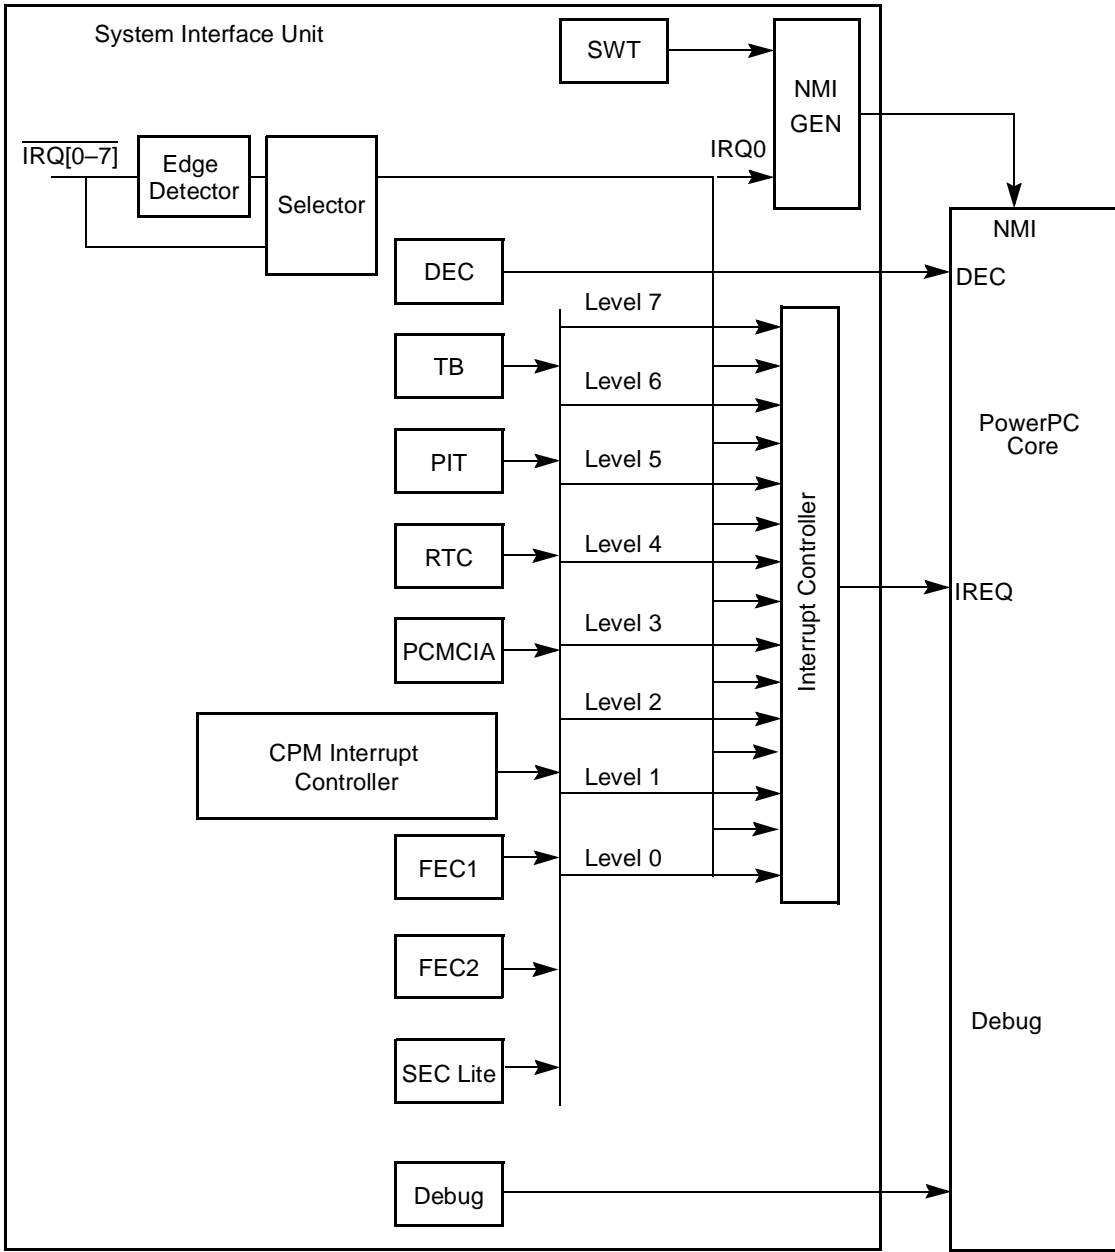 System Interface Unit
SWT
NMI
GEN
IRQ[0–7]
Edge
Detector
Selector
IRQ0
NMI
DEC
DEC
Level 7
TB
Level 6
PowerPC
Core
PIT
Level 5
RTC
Level 4
Interrupt Controller
IREQ
PCMCIA
Level 3
Level 2
CPM Interrupt
Controller
Level 1
FEC1
Level 0
FEC2
Debug
SEC Lite
Debug